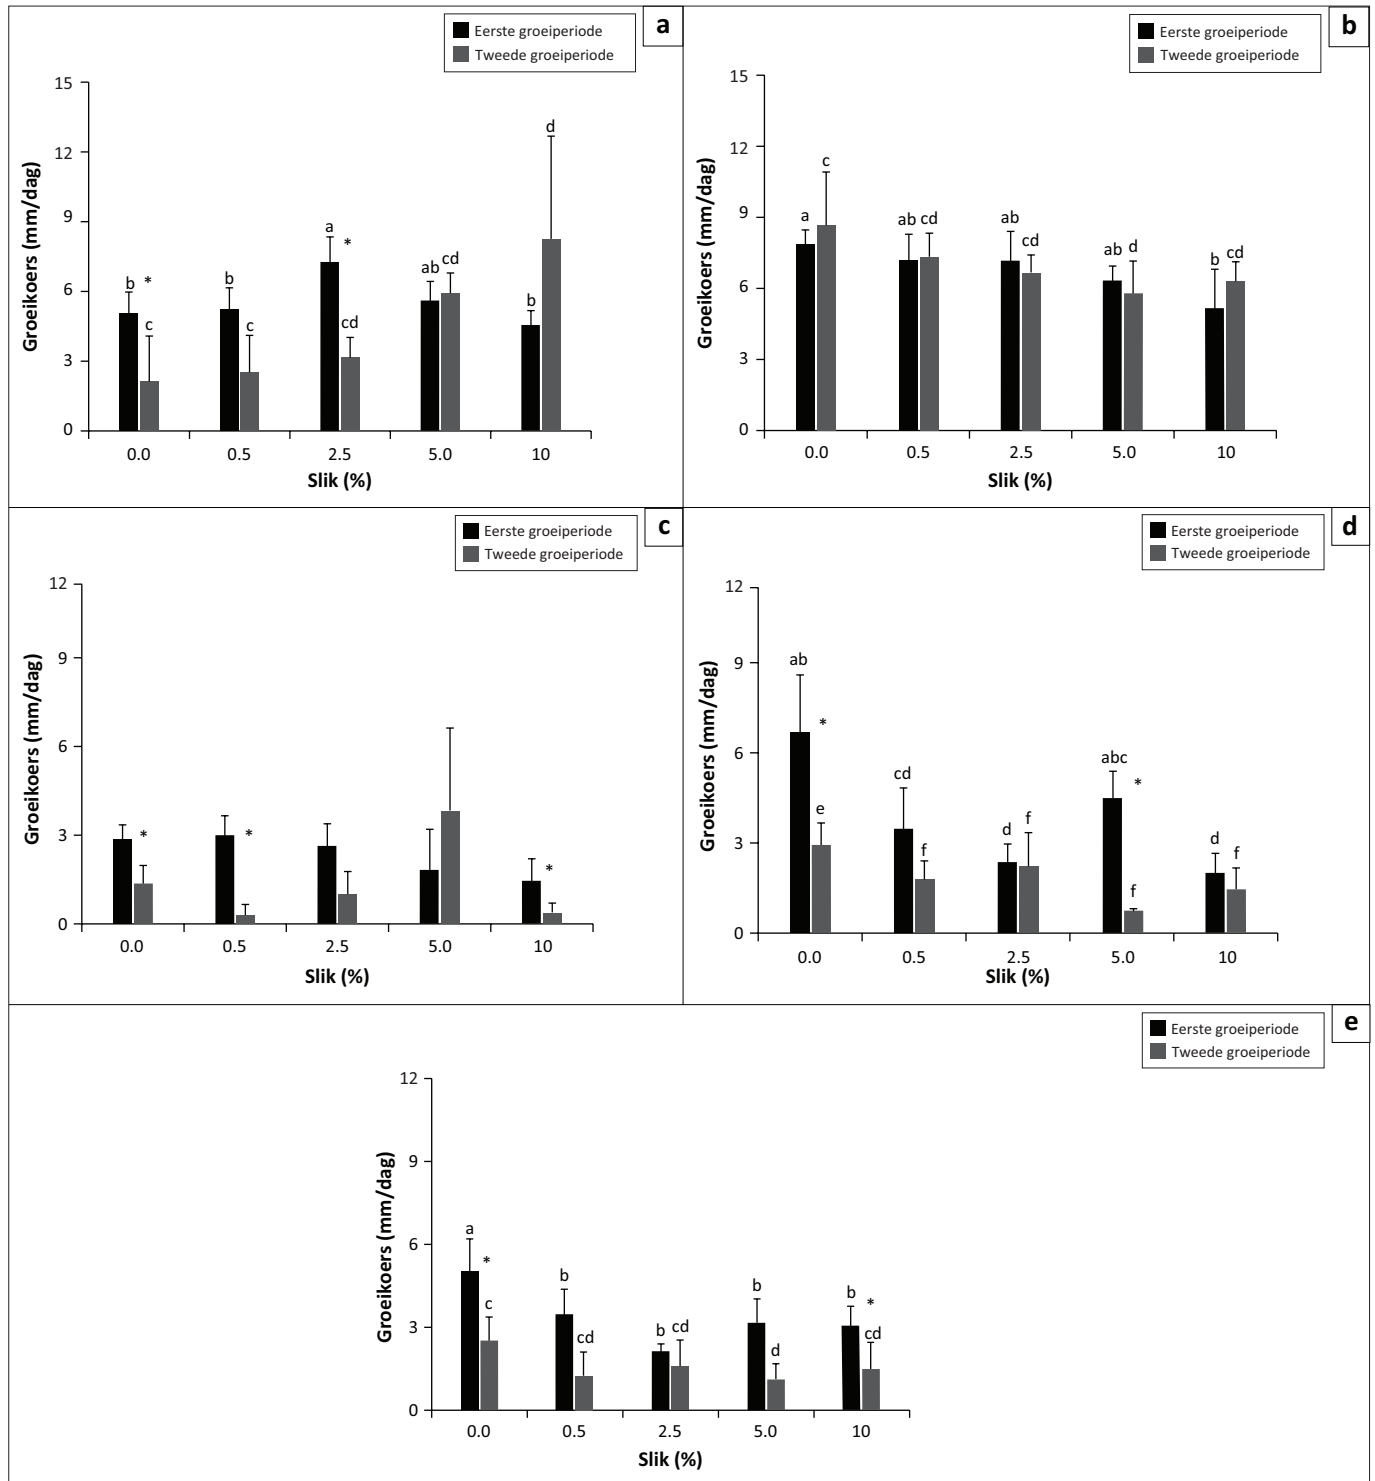 a
Eerste groeiperiode
Tweede groeiperiode
Groeikoers (mm/dag)
15
12
9
6
3
0
b * c
b c
a * cd
ab cd
b d
0.0 0.5 2.5 5.0 10
Slik (%)
b
Eerste groeiperiode
Tweede groeiperiode
Groeikoers (mm/dag)
15
12
9
6
3
0
a c
ab cd
ab cd
ab d
b cd
0.0 0.5 2.5 5.0 10
Slik (%)
c
Eerste groeiperiode
Tweede groeiperiode
Groeikoers (mm/dag)
12
9
6
3
0
* * *
0.0 0.5 2.5 5.0 10
Slik (%)
d
Eerste groeiperiode
Tweede groeiperiode
Groeikoers (mm/dag)
12
9
6
3
0
ab * e
cd f
d f
abc * f
d f
0.0 0.5 2.5 5.0 10
Slik (%)
e
Eerste groeiperiode
Tweede groeiperiode
Groeikoers (mm/dag)
12
9
6
3
0
a * c
b cd
b cd
b d
b * cd
0.0 0.5 2.5 5.0 10
Slik (%)